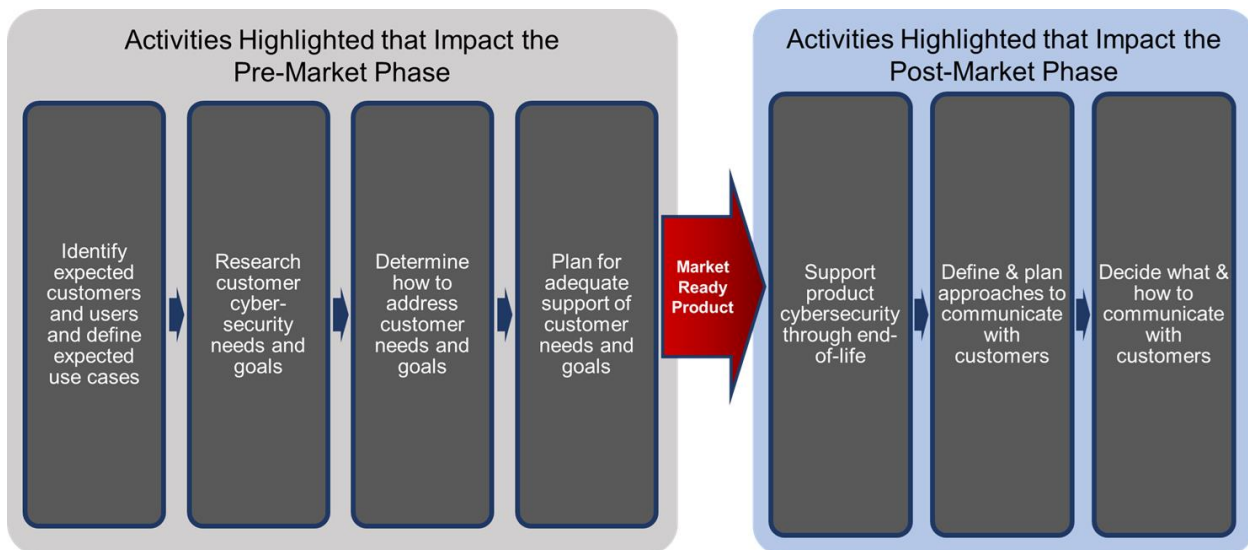 Activities Highlighted that Impact the
Pre-Market Phase
Identify
expected
customers
and users
and define
expected
use cases
Research
customer
cyber-
security
needs and
goals
Determine
how to
address
customer
needs and
goals
Plan for
adequate
support of
customer
needs and
goals
Market
Ready
Product
Activities Highlighted that Impact the
Post-Market Phase
Support
product
cybersecurity
through end-
of-life
Define & plan
approaches to
communicate
with
customers
Decide what &
how to
communicate
with
customers